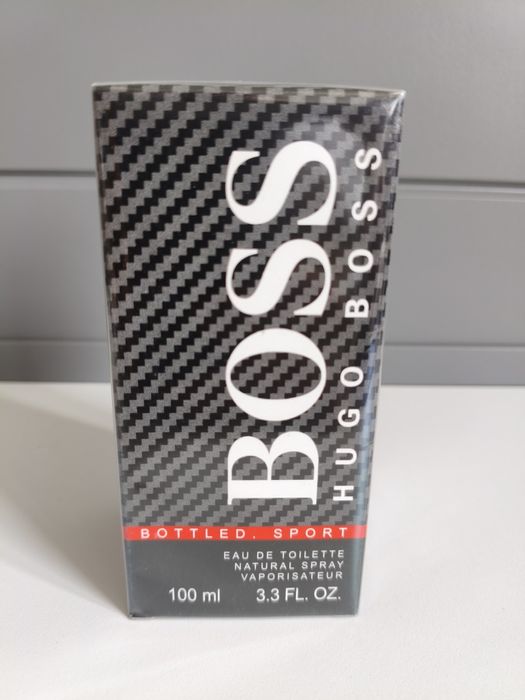 BOSS
HUGO BOSS
BOTTLED. SPORT
EAU DE TOILETTE
NATURAL SPRAY
VAPORISATEUR
100 ml 3.3 FL. OZ.